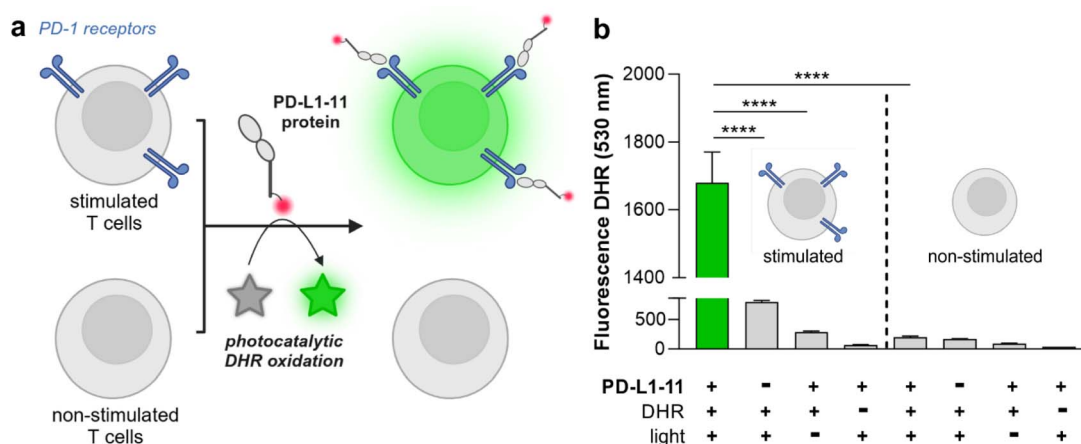 a
PD-1 receptors
stimulated
T cells
PD-L1-11
protein
photocatalytic
DHR oxidation
non-stimulated
T cells
b
Fluorescence DHR (530 nm)
2000
1800
1600
1400
500
0
****
****
****
stimulated
non-stimulated
PD-L1-11 + - + + + - + +
DHR + + + - + + + -
light + + - + + + - +